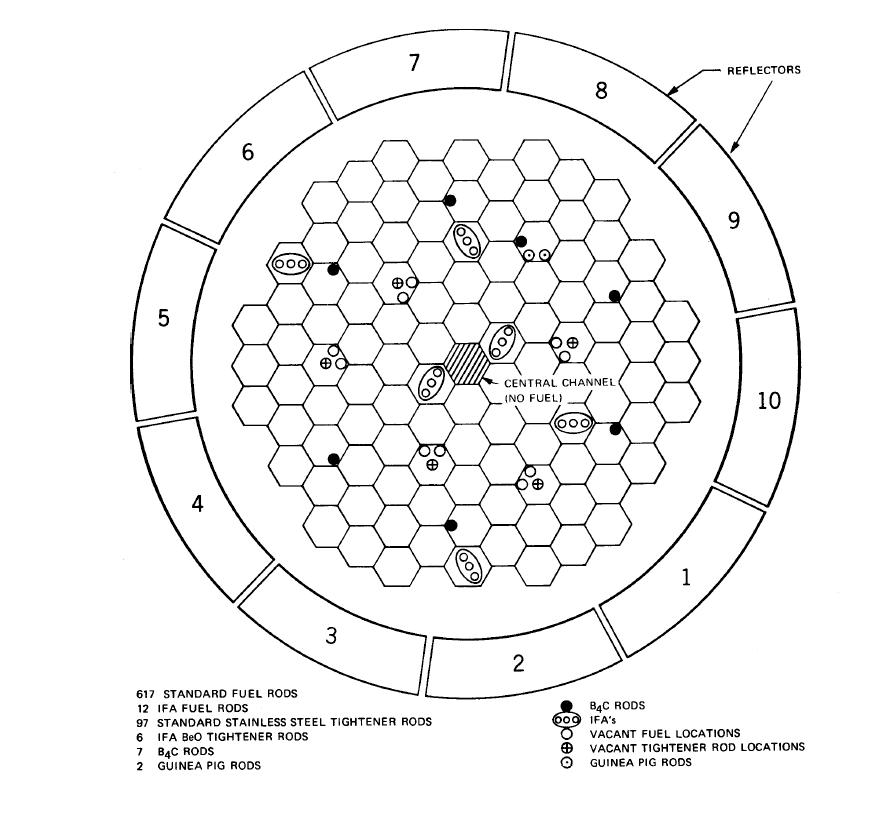 7
8
REFLECTORS
6
9
5
CENTRAL CHANNEL
(NO FUEL)
10
4
1
3
2
617 STANDARD FUEL RODS
12 IFA FUEL RODS
97 STANDARD STAINLESS STEEL TIGHTENER RODS
6 IFA BeO TIGHTENER RODS
7 B₄C RODS
2 GUINEA PIG RODS
B₄C RODS
IFA's
VACANT FUEL LOCATIONS
VACANT TIGHTENER ROD LOCATIONS
GUINEA PIG RODS